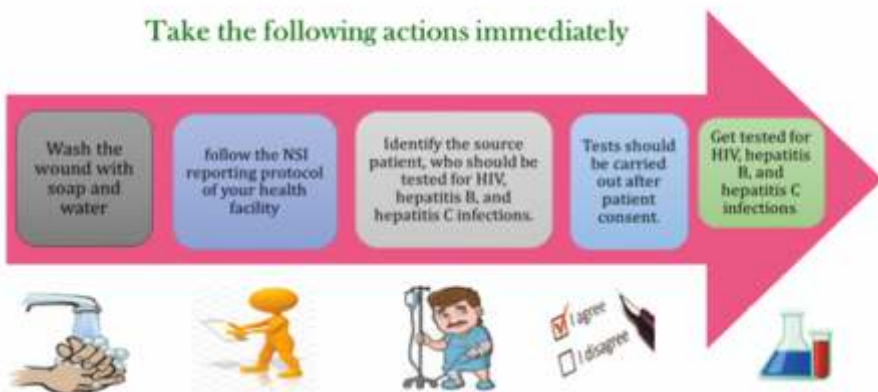 Take the following actions immediately
Wash the
wound with
soap and
water
follow the NSI
reporting protocol
of your health
facility
Identify the source
patient, who should be
tested for HIV,
hepatitis B, and
hepatitis C infections.
Tests should
be carried
out after
patient
consent.
Get tested for
HIV, hepatitis
B, and
hepatitis C
infections
I agree
I disagree